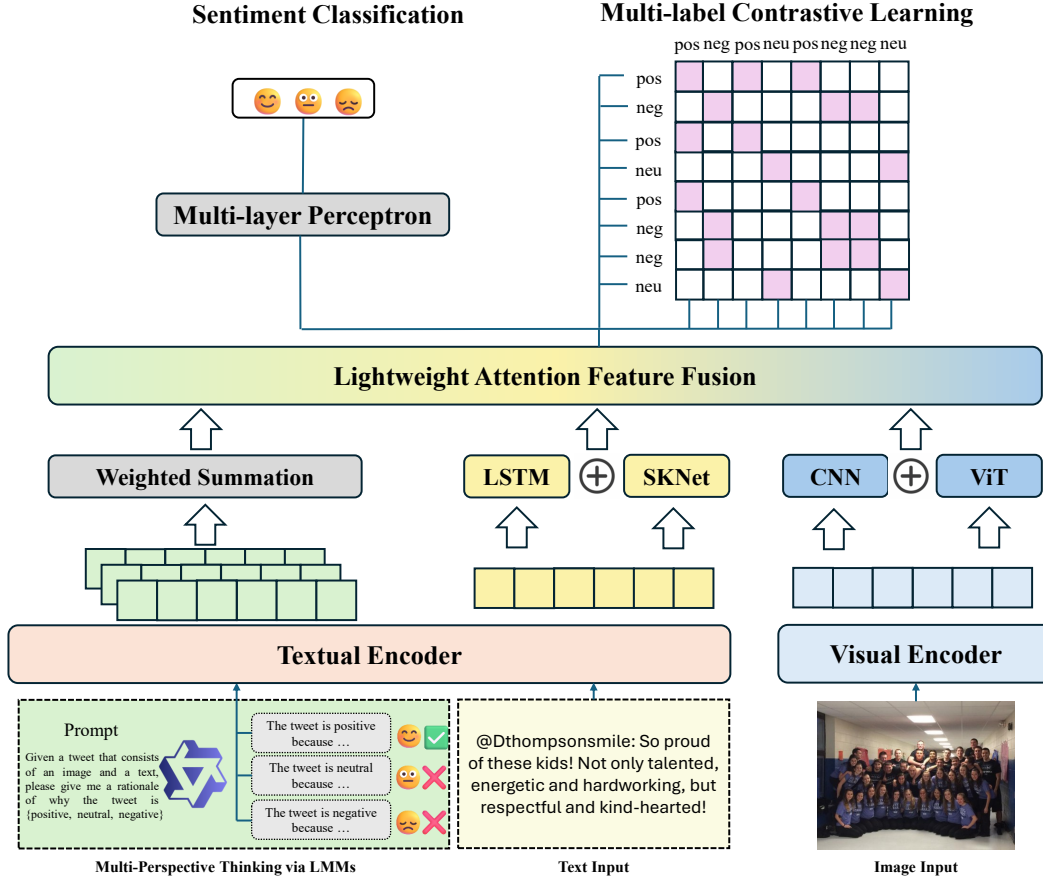 Sentiment Classification
Multi-label Contrastive Learning
pos neg pos neu pos neg neg neu
pos
neg
pos
neu
pos
neg
neg
neu
Multi-layer Perceptron
Lightweight Attention Feature Fusion
Weighted Summation
LSTM
SKNet
CNN
ViT
Textual Encoder
Visual Encoder
Prompt
Given a tweet that consists
of an image and a text,
please give me a rationale
of why the tweet is
{positive, neutral, negative}
The tweet is positive
because …
The tweet is neutral
because …
The tweet is negative
because …
@Dthompsonsmile: So proud
of these kids! Not only talented,
energetic and hardworking, but
respectful and kind-hearted!
Multi-Perspective Thinking via LMMs
Text Input
Image Input